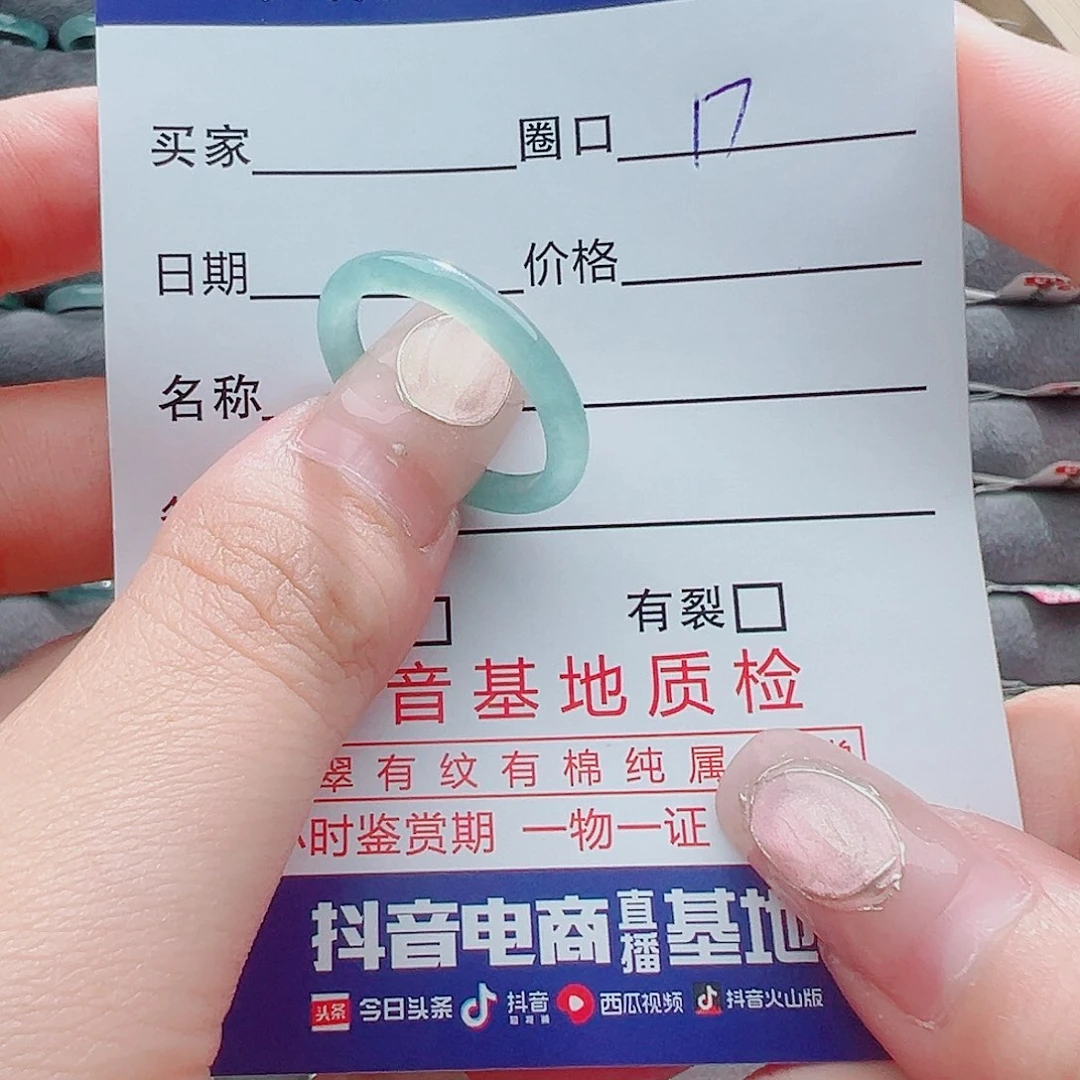 买家 圈口 17
日期 价格
名称
有裂
音基地质检
翠有纹有棉纯属
时鉴赏期 一物一证
抖音电商直播基地
头条 今日头条 抖音 西瓜视频 抖音火山版